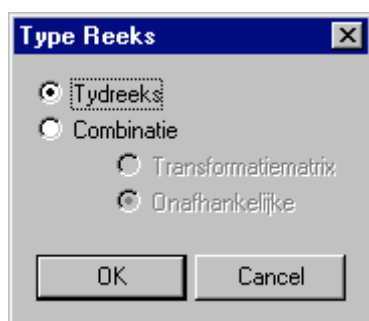 Type Reeks
Tydreeks
Combinatie
Transformatiematrix
Onafhankelijke
OK Cancel